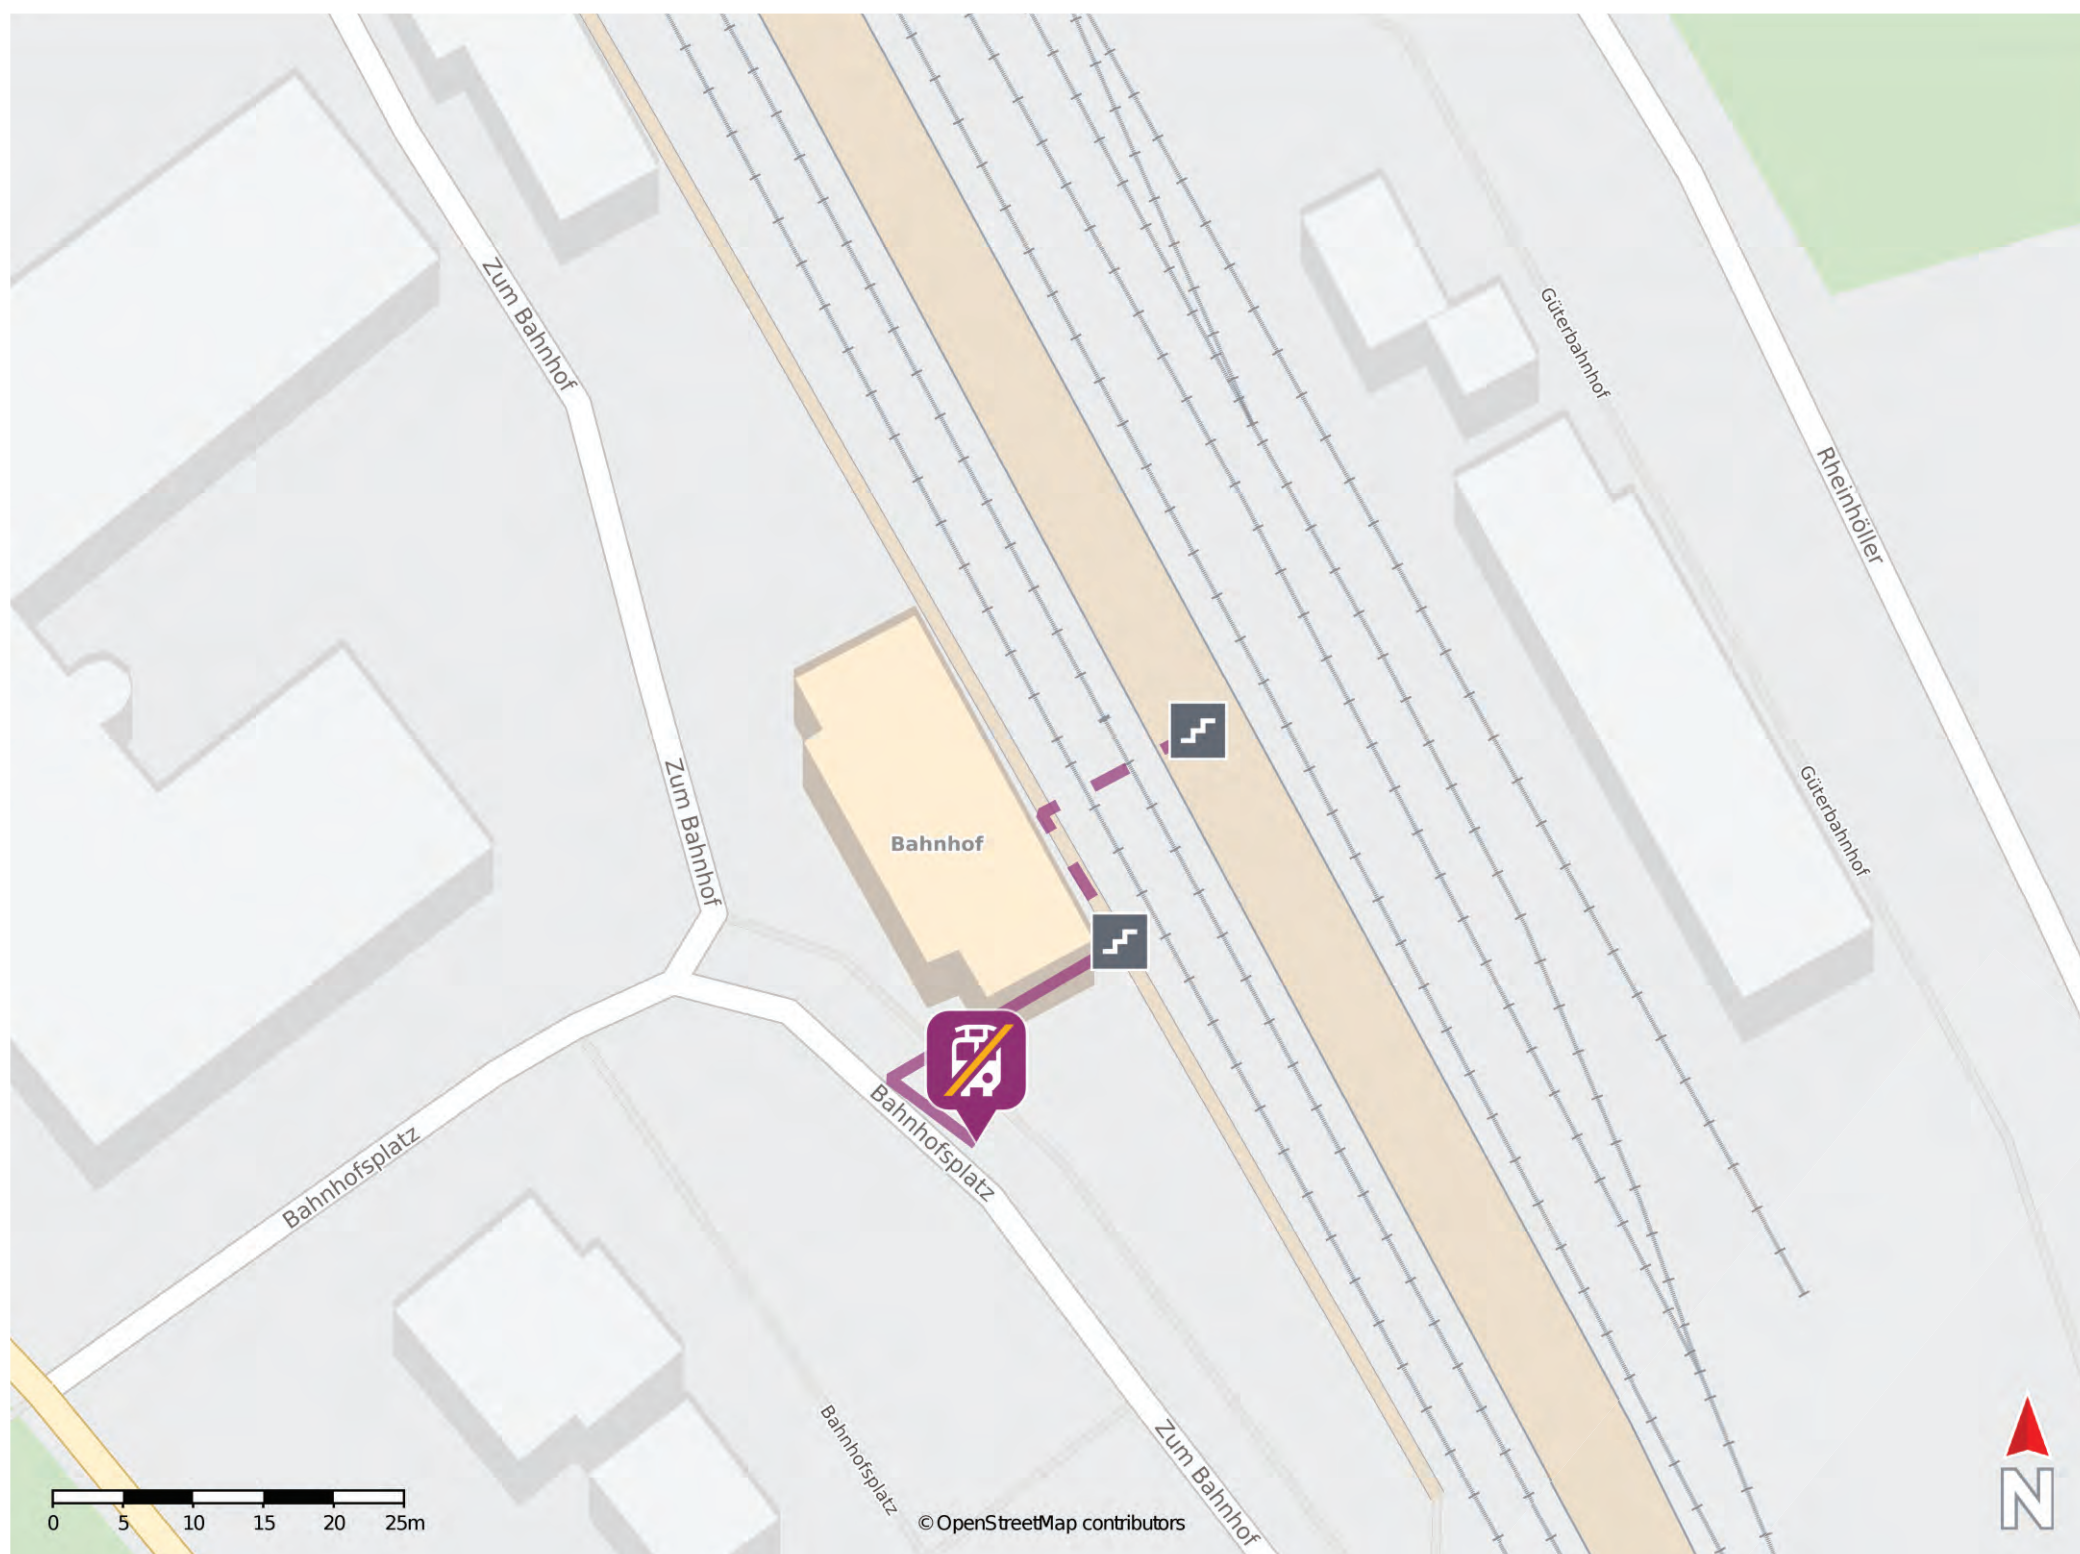 Zum Bahnhof
Güterbahnhof
Rheinhöller
Zum Bahnhof
Bahnhof
Güterbahnhof
Bahnhofsplatz
Bahnhofsplatz
Bahnhofsplatz
Zum Bahnhof
0 5 10 15 20 25m
© OpenStreetMap contributors
N